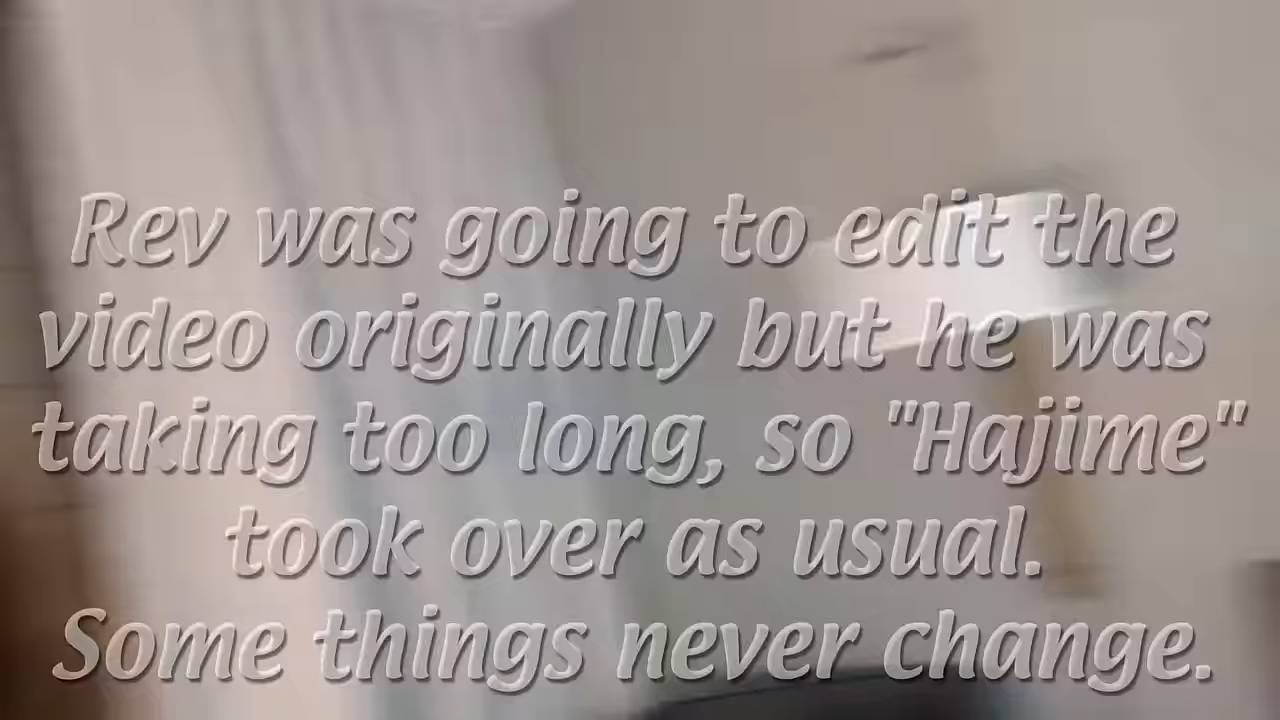 Rev was going to edit the
video originally but he was
taking too long, so "Hajime"
took over as usual.
Some things never change.